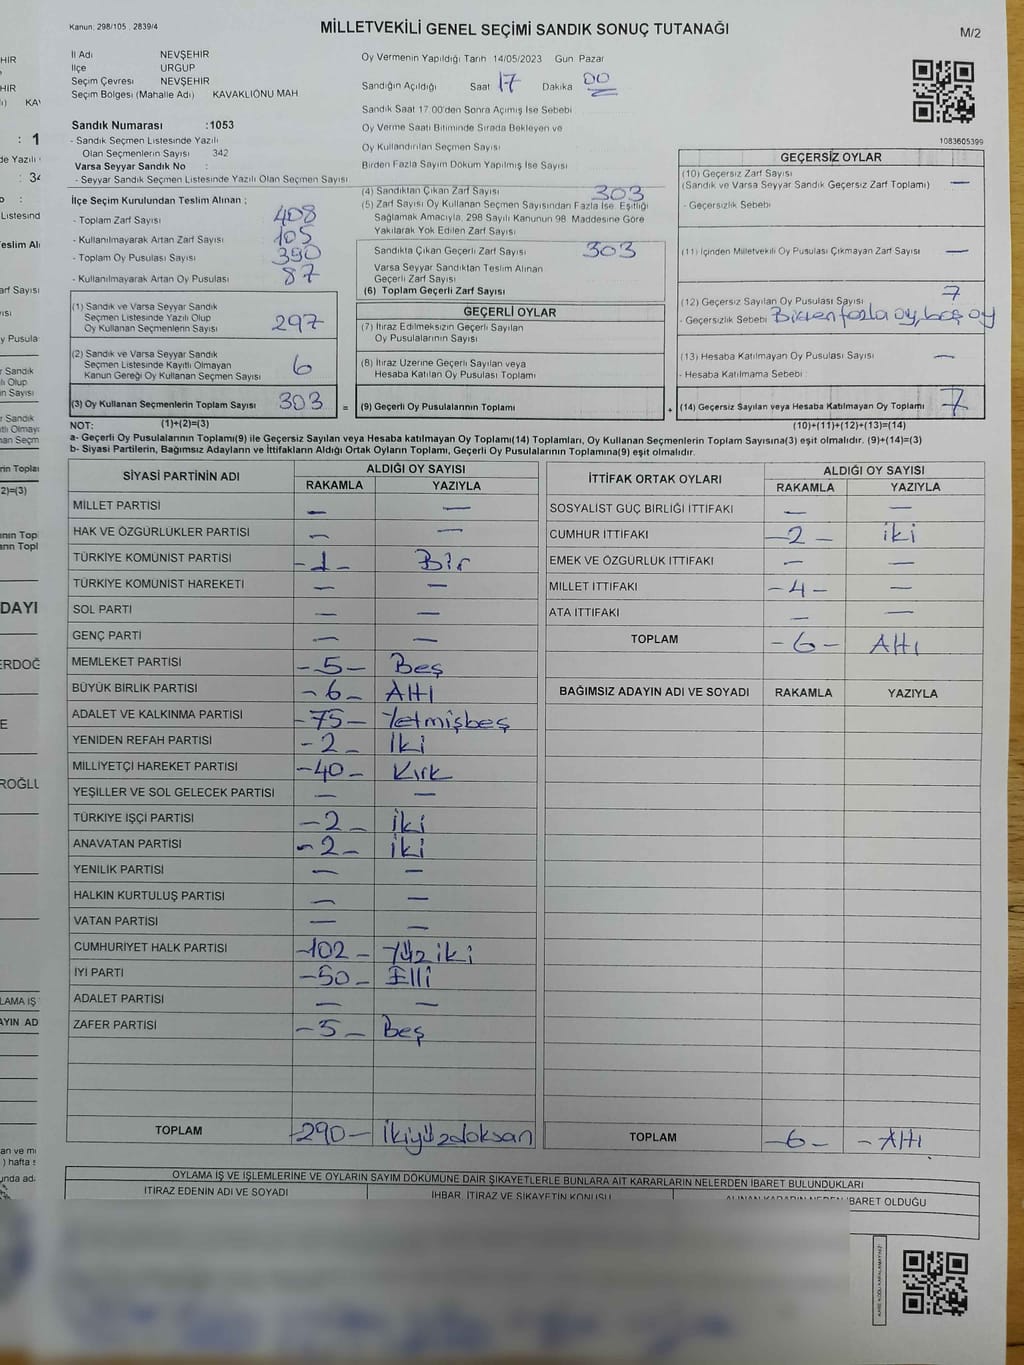 Kanun: 298/105 , 2839/4
MİLLETVEKİLİ GENEL SEÇİMİ SANDIK SONUÇ TUTANAĞI
M/2
İl Adı NEVŞEHİR
İlçe ÜRGÜP
Seçim Çevresi NEVŞEHİR
Seçim Bölgesi (Mahalle Adı) KAVAKLIÖNÜ MAH
Sandık Numarası :1053
- Sandık Seçmen Listesinde Yazılı
Olan Seçmenlerin Sayısı 342
Varsa Seyyar Sandık No :
- Seyyar Sandık Seçmen Listesinde Yazılı Olan Seçmen Sayısı
Oy Vermenin Yapıldığı Tarih 14/05/2023 Gün Pazar
Sandığın Açıldığı Saat 17 Dakika 00
Sandık Saat 17.00'den Sonra Açılmış İse Sebebi
Oy Verme Saati Bitiminde Sırada Bekleyen ve
Oy Kullandırılan Seçmen Sayısı
Birden Fazla Sayım Döküm Yapılmış İse Sayısı
1083605399
İlçe Seçim Kurulundan Teslim Alınan ;
- Toplam Zarf Sayısı 408
- Kullanılmayarak Artan Zarf Sayısı 105
- Toplam Oy Pusulası Sayısı 390
- Kullanılmayarak Artan Oy Pusulası 87
(1) Sandık ve Varsa Seyyar Sandık
Seçmen Listesinde Yazılı Olup
Oy Kullanan Seçmenlerin Sayısı 297
(2) Sandık ve Varsa Seyyar Sandık
Seçmen Listesinde Kayıtlı Olmayan
Kanun Gereği Oy Kullanan Seçmen Sayısı 6
(3) Oy Kullanan Seçmenlerin Toplam Sayısı 303 =
(4) Sandıktan Çıkan Zarf Sayısı 303
(5) Zarf Sayısı Oy Kullanan Seçmen Sayısından Fazla İse, Eşitliği
Sağlamak Amacıyla, 298 Sayılı Kanunun 98. Maddesine Göre
Yakılarak Yok Edilen Zarf Sayısı
Sandıkta Çıkan Geçerli Zarf Sayısı 303
Varsa Seyyar Sandıktan Teslim Alınan
Geçerli Zarf Sayısı
(6) Toplam Geçerli Zarf Sayısı
GEÇERLİ OYLAR
(7) İtiraz Edilmeksizin Geçerli Sayılan
Oy Pusulalarının Sayısı
(8) İtiraz Üzerine Geçerli Sayılan veya
Hesaba Katılan Oy Pusulası Toplamı
(9) Geçerli Oy Pusulalarının Toplamı +
GEÇERSİZ OYLAR
(10) Geçersiz Zarf Sayısı
(Sandık ve Varsa Seyyar Sandık Geçersiz Zarf Toplamı) —
- Geçersizlik Sebebi
(11) İçinden Milletvekili Oy Pusulası Çıkmayan Zarf Sayısı —
(12) Geçersiz Sayılan Oy Pusulası Sayısı 7
- Geçersizlik Sebebi Birden fazla oy, boş oy
(13) Hesaba Katılmayan Oy Pusulası Sayısı —
- Hesaba Katılmama Sebebi :
(14) Geçersiz Sayılan veya Hesaba Katılmayan Oy Toplamı 7
NOT: (1)+(2)=(3) (10)+(11)+(12)+(13)=(14)
a- Geçerli Oy Pusulalarının Toplamı(9) ile Geçersiz Sayılan veya Hesaba katılmayan Oy Toplamı(14) Toplamları, Oy Kullanan Seçmenlerin Toplam Sayısına(3) eşit olmalıdır. (9)+(14)=(3)
b- Siyasi Partilerin, Bağımsız Adayların ve İttifakların Aldığı Oyların Toplamı, Geçerli Oy Pusulalarının Toplamına(9) eşit olmalıdır.
SİYASİ PARTİNİN ADI ALDIĞI OY SAYISI
RAKAMLA YAZIYLA
MİLLET PARTİSİ — —
HAK VE ÖZGÜRLÜKLER PARTİSİ — —
TÜRKİYE KOMÜNİST PARTİSİ -1- Bir
TÜRKİYE KOMÜNİST HAREKETİ — —
SOL PARTİ — —
GENÇ PARTİ — —
MEMLEKET PARTİSİ -5- Beş
BÜYÜK BİRLİK PARTİSİ -6- Altı
ADALET VE KALKINMA PARTİSİ -75- Yetmişbeş
YENİDEN REFAH PARTİSİ -2- İki
MİLLİYETÇİ HAREKET PARTİSİ -40- Kırk
YEŞİLLER VE SOL GELECEK PARTİSİ — —
TÜRKİYE İŞÇİ PARTİSİ -2- İki
ANAVATAN PARTİSİ -2- İki
YENİLİK PARTİSİ — —
HALKIN KURTULUŞ PARTİSİ — —
VATAN PARTİSİ — —
CUMHURİYET HALK PARTİSİ -102- Yüz iki
İYİ PARTİ -50- Elli
ADALET PARTİSİ — —
ZAFER PARTİSİ -5- Beş
TOPLAM -290- İkiyüzdoksan
İTTİFAK ORTAK OYLARI ALDIĞI OY SAYISI
RAKAMLA YAZIYLA
SOSYALİST GÜÇ BİRLİĞİ İTTİFAKI — —
CUMHUR İTTİFAKI -2- iki
EMEK VE ÖZGÜRLÜK İTTİFAKI — —
MİLLET İTTİFAKI -4- —
ATA İTTİFAKI — —
TOPLAM -6- Altı
BAĞIMSIZ ADAYIN ADI VE SOYADI RAKAMLA YAZIYLA
TOPLAM -6- -Altı
OYLAMA İŞ VE İŞLEMLERİNE VE OYLARIN SAYIM DÖKÜMÜNE DAİR ŞİKAYETLERLE BUNLARA AİT KARARLARIN NELERDEN İBARET BULUNDUKLARI
İTİRAZ EDENİN ADI VE SOYADI İHBAR, İTİRAZ VE ŞİKAYETİN KONUSU ALINAN KARARIN NEDEN İBARET OLDUĞU